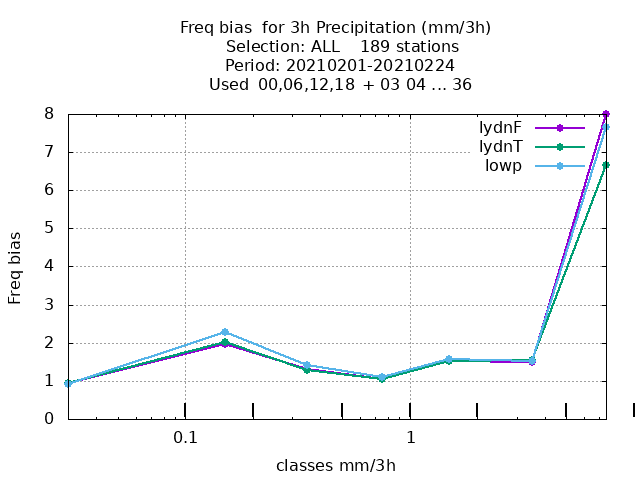 Freq bias  for 3h Precipitation (mm/3h)
Selection: ALL    189 stations
Period: 20210201-20210224
Used  00,06,12,18  + 03 04 ... 36
lydnF
lydnT
lowp
8
7
6
5
4
3
2
1
0
Freq bias
0.1
1
classes mm/3h